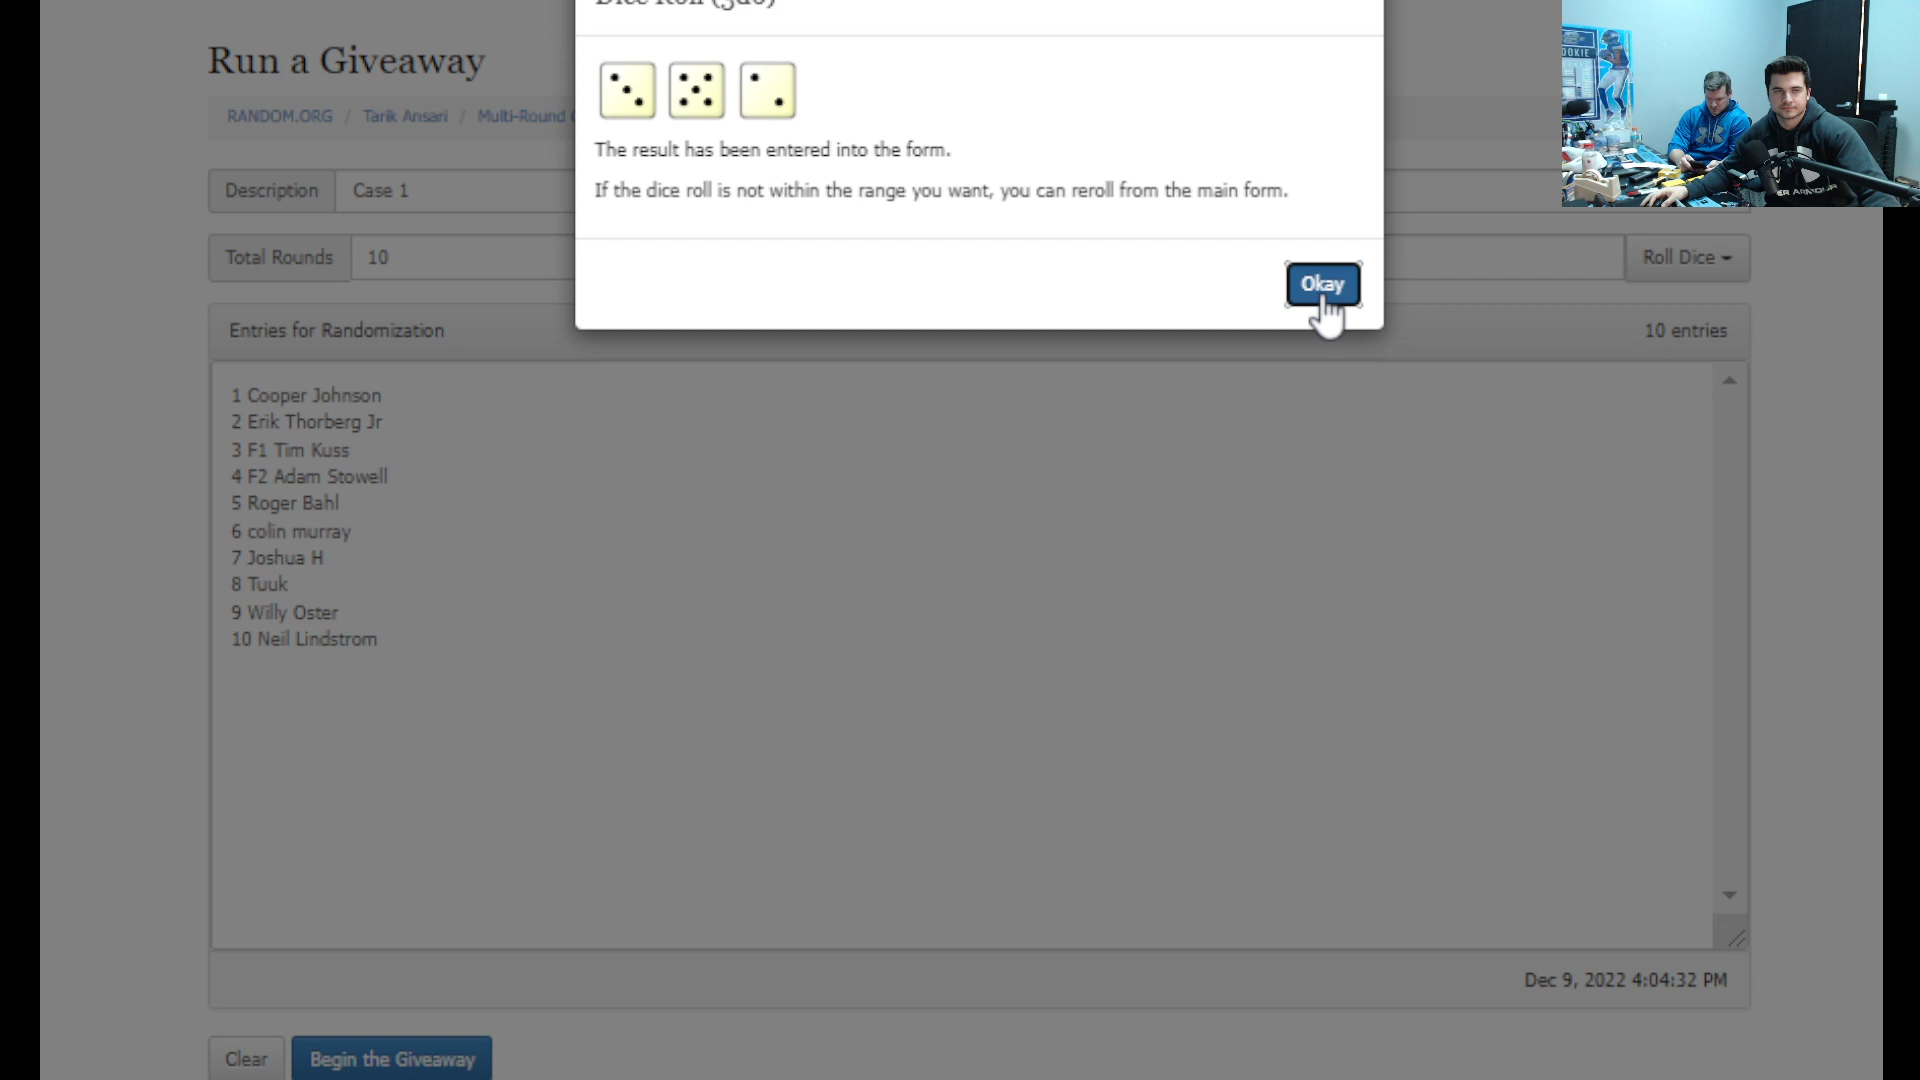 Dice Roll (3d6)
Run a Giveaway
The result has been entered into the form.
If the dice roll is not within the range you want, you can reroll from the main form.
Okay
RANDOM.ORG / Tarik Ansari / Multi-Round
Description Case 1
Total Rounds 10 Roll Dice
Entries for Randomization 10 entries
1 Cooper Johnson
2 Erik Thorberg Jr
3 F1 Tim Kuss
4 F2 Adam Stowell
5 Roger Bahl
6 colin murray
7 Joshua H
8 Tuuk
9 Willy Oster
10 Neil Lindstrom
Dec 9, 2022 4:04:32 PM
Clear Begin the Giveaway